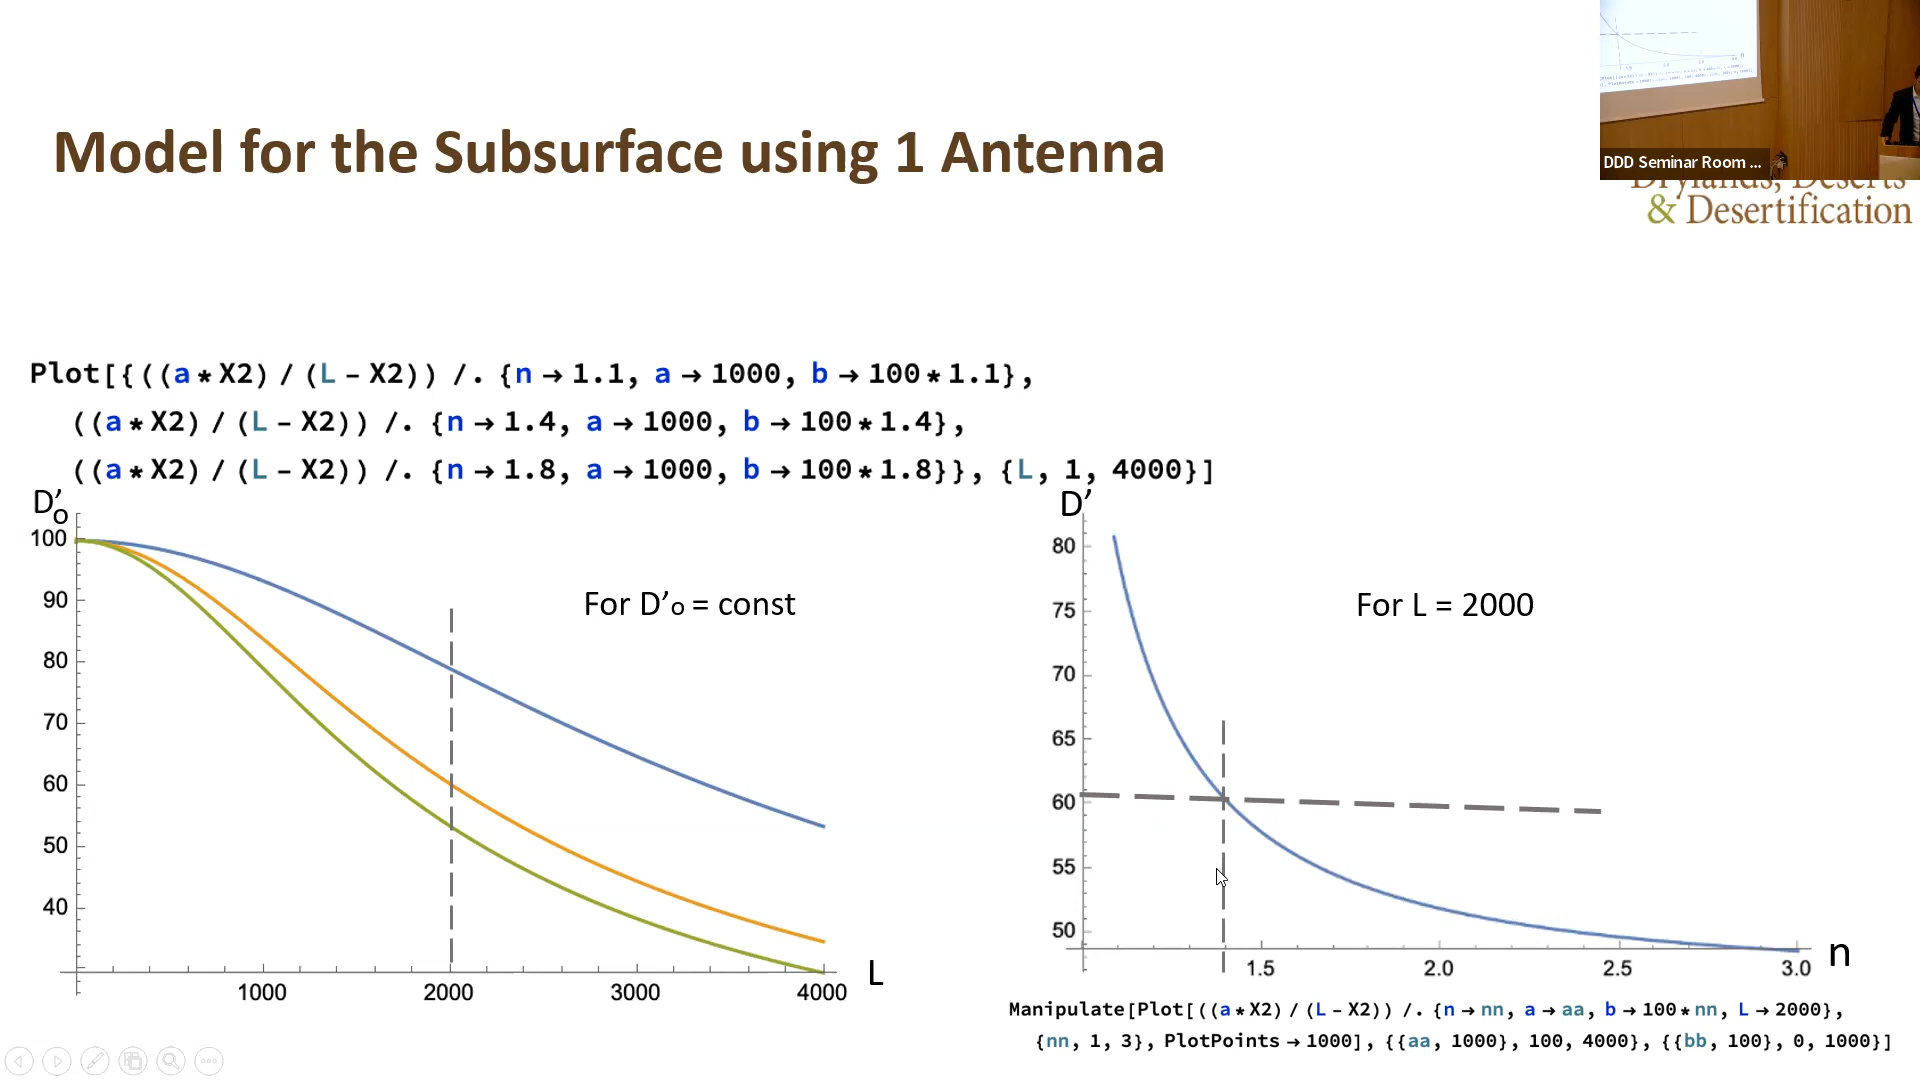 Model for the Subsurface using 1 Antenna
DDD Seminar Room ...
Drylands, Deserts
& Desertification
Plot[{((a*X2)/(L-X2)) /. {n→1.1, a→1000, b→100*1.1},
((a*X2)/(L-X2)) /. {n→1.4, a→1000, b→100*1.4},
((a*X2)/(L-X2)) /. {n→1.8, a→1000, b→100*1.8}}, {L, 1, 4000}]
D’o
100
90
80
70
60
50
40
1000 2000 3000 4000
L
For D’o = const
D’
80
75
70
65
60
55
50
1.5 2.0 2.5 3.0
n
For L = 2000
Manipulate[Plot[((a*X2)/(L-X2)) /. {n→nn, a→aa, b→100*nn, L→2000},
{nn, 1, 3}, PlotPoints→1000], {{aa, 1000}, 100, 4000}, {{bb, 100}, 0, 1000}]